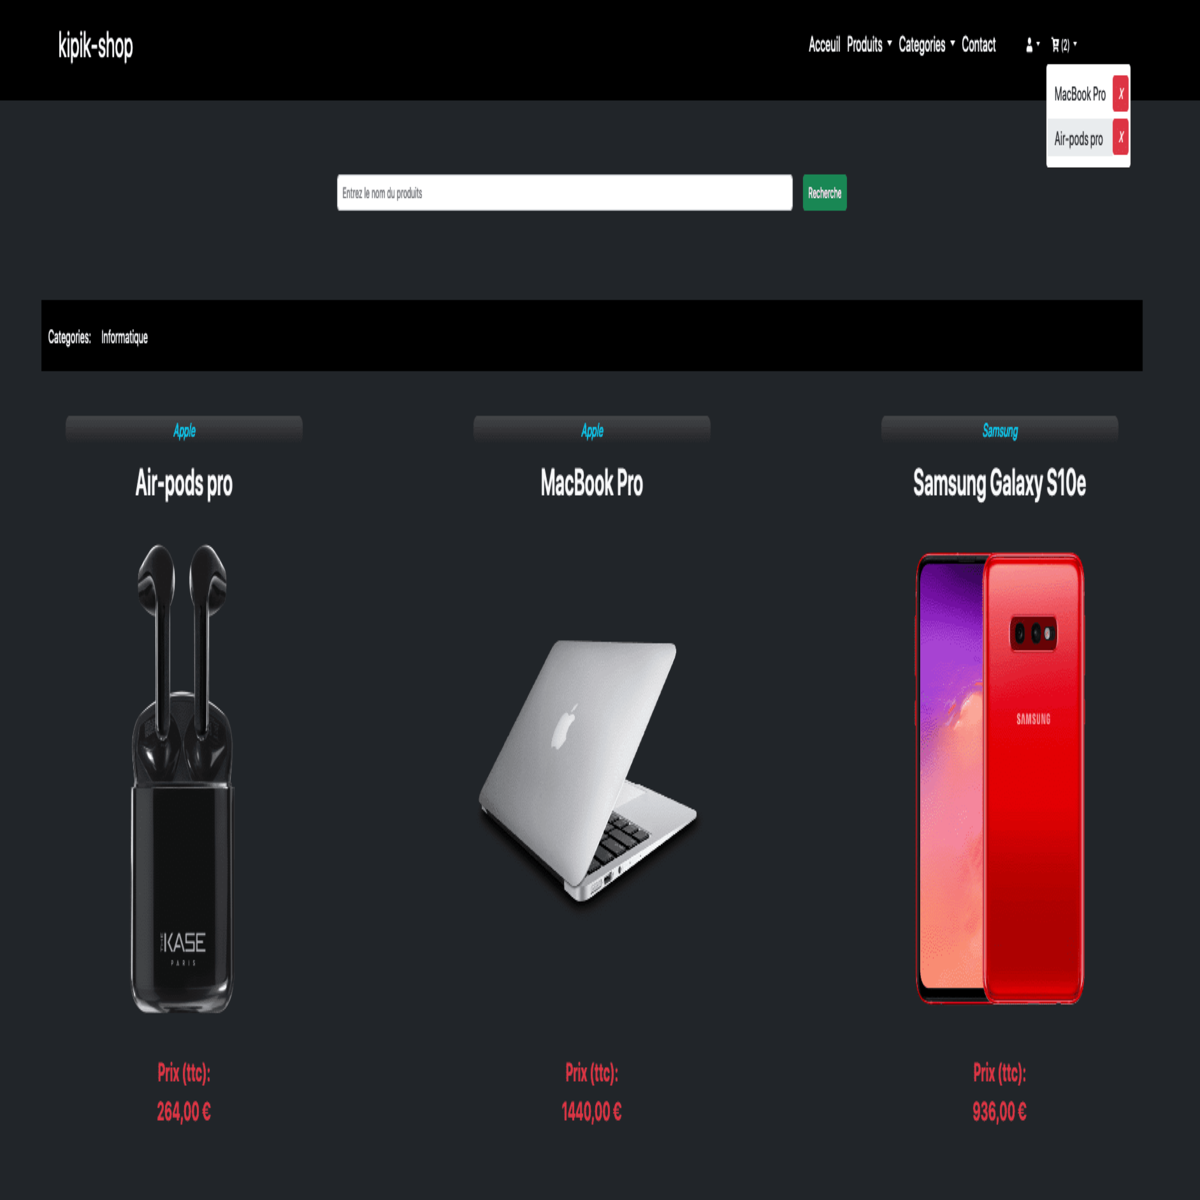 kipik-shop
Acceuil Produits Categories Contact (2)
MacBook Pro X
Air-pods pro X
Entrez le nom du produits Recherche
Categories: Informatique
Apple
Air-pods pro
THE KASE
PARIS
Prix (ttc):
264,00 €
Apple
MacBook Pro
Prix (ttc):
1440,00 €
Samsung
Samsung Galaxy S10e
SAMSUNG
Prix (ttc):
936,00 €